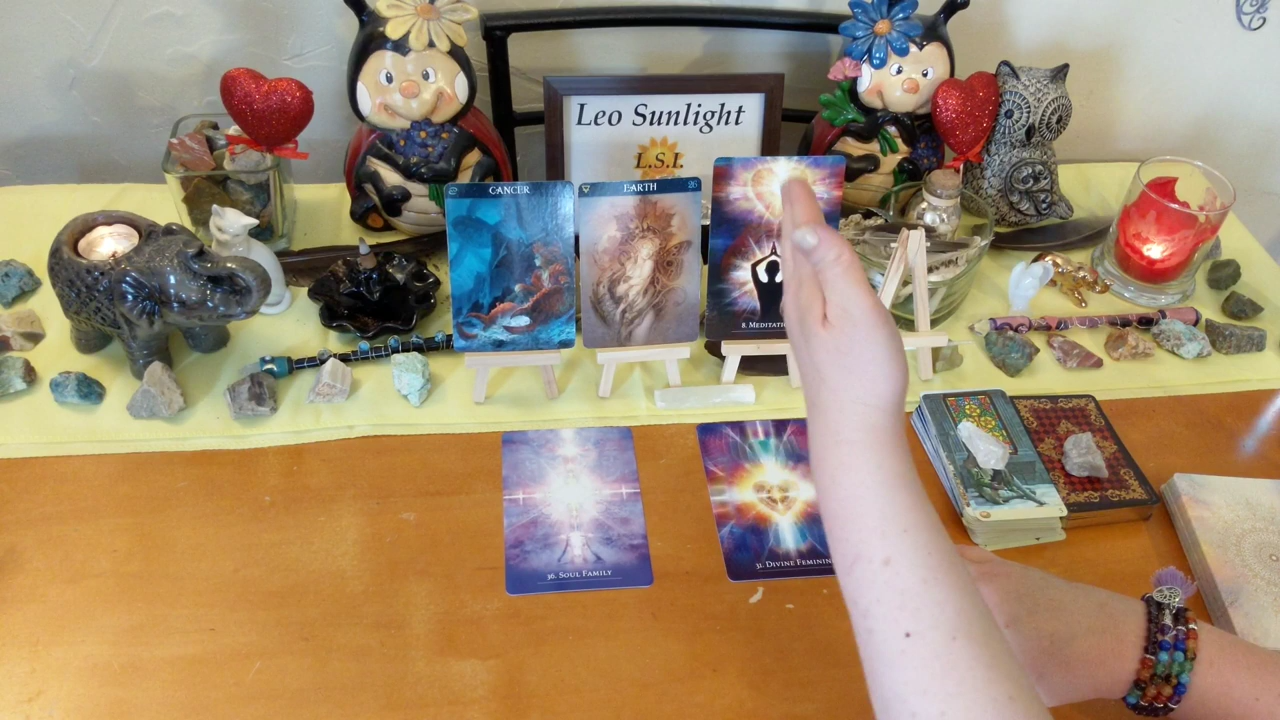 Leo Sunlight
L.S.I.
CANCER
EARTH
26
8. MEDITATI
36. SOUL FAMILY
31. DIVINE FEMININ